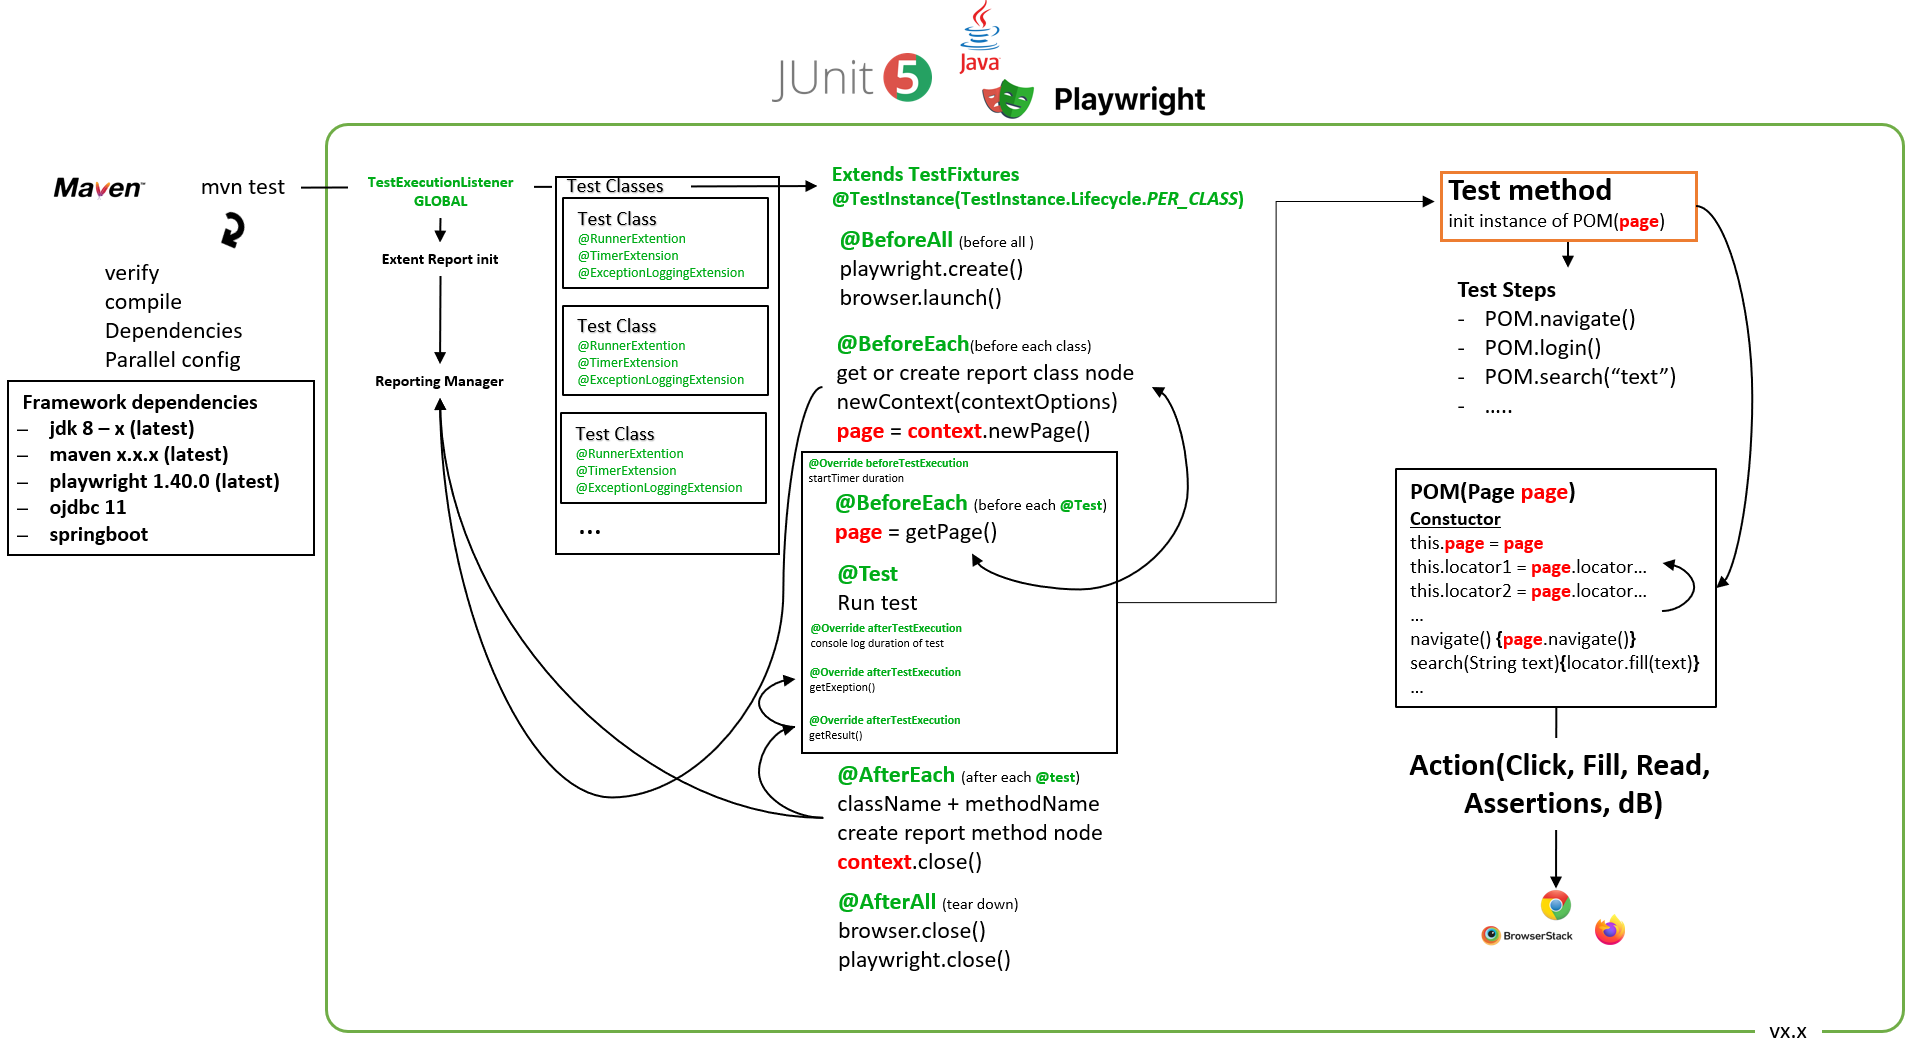 JUnit 5
Java
Playwright
Maven™
mvn test
verify
compile
Dependencies
Parallel config
Framework dependencies
– jdk 8 – x (latest)
– maven x.x.x (latest)
– playwright 1.40.0 (latest)
– ojdbc 11
– springboot
TestExecutionListener
GLOBAL
Extent Report init
Reporting Manager
Test Classes
Test Class
@RunnerExtention
@TimerExtension
@ExceptionLoggingExtension
Test Class
@RunnerExtention
@TimerExtension
@ExceptionLoggingExtension
Test Class
@RunnerExtention
@TimerExtension
@ExceptionLoggingExtension
...
Extends TestFixtures
@TestInstance(TestInstance.Lifecycle.PER_CLASS)
@BeforeAll (before all )
playwright.create()
browser.launch()
@BeforeEach(before each class)
get or create report class node
newContext(contextOptions)
page = context.newPage()
@Override beforeTestExecution
startTimer duration
@BeforeEach (before each @Test)
page = getPage()
@Test
Run test
@Override afterTestExecution
console log duration of test
@Override afterTestExecution
getExeption()
@Override afterTestExecution
getResult()
@AfterEach (after each @test)
className + methodName
create report method node
context.close()
@AfterAll (tear down)
browser.close()
playwright.close()
Test method
init instance of POM(page)
Test Steps
- POM.navigate()
- POM.login()
- POM.search(“text”)
- …..
POM(Page page)
Constuctor
this.page = page
this.locator1 = page.locator...
this.locator2 = page.locator...
...
navigate() {page.navigate()}
search(String text){locator.fill(text)}
...
Action(Click, Fill, Read,
Assertions, dB)
BrowserStack
vx.x